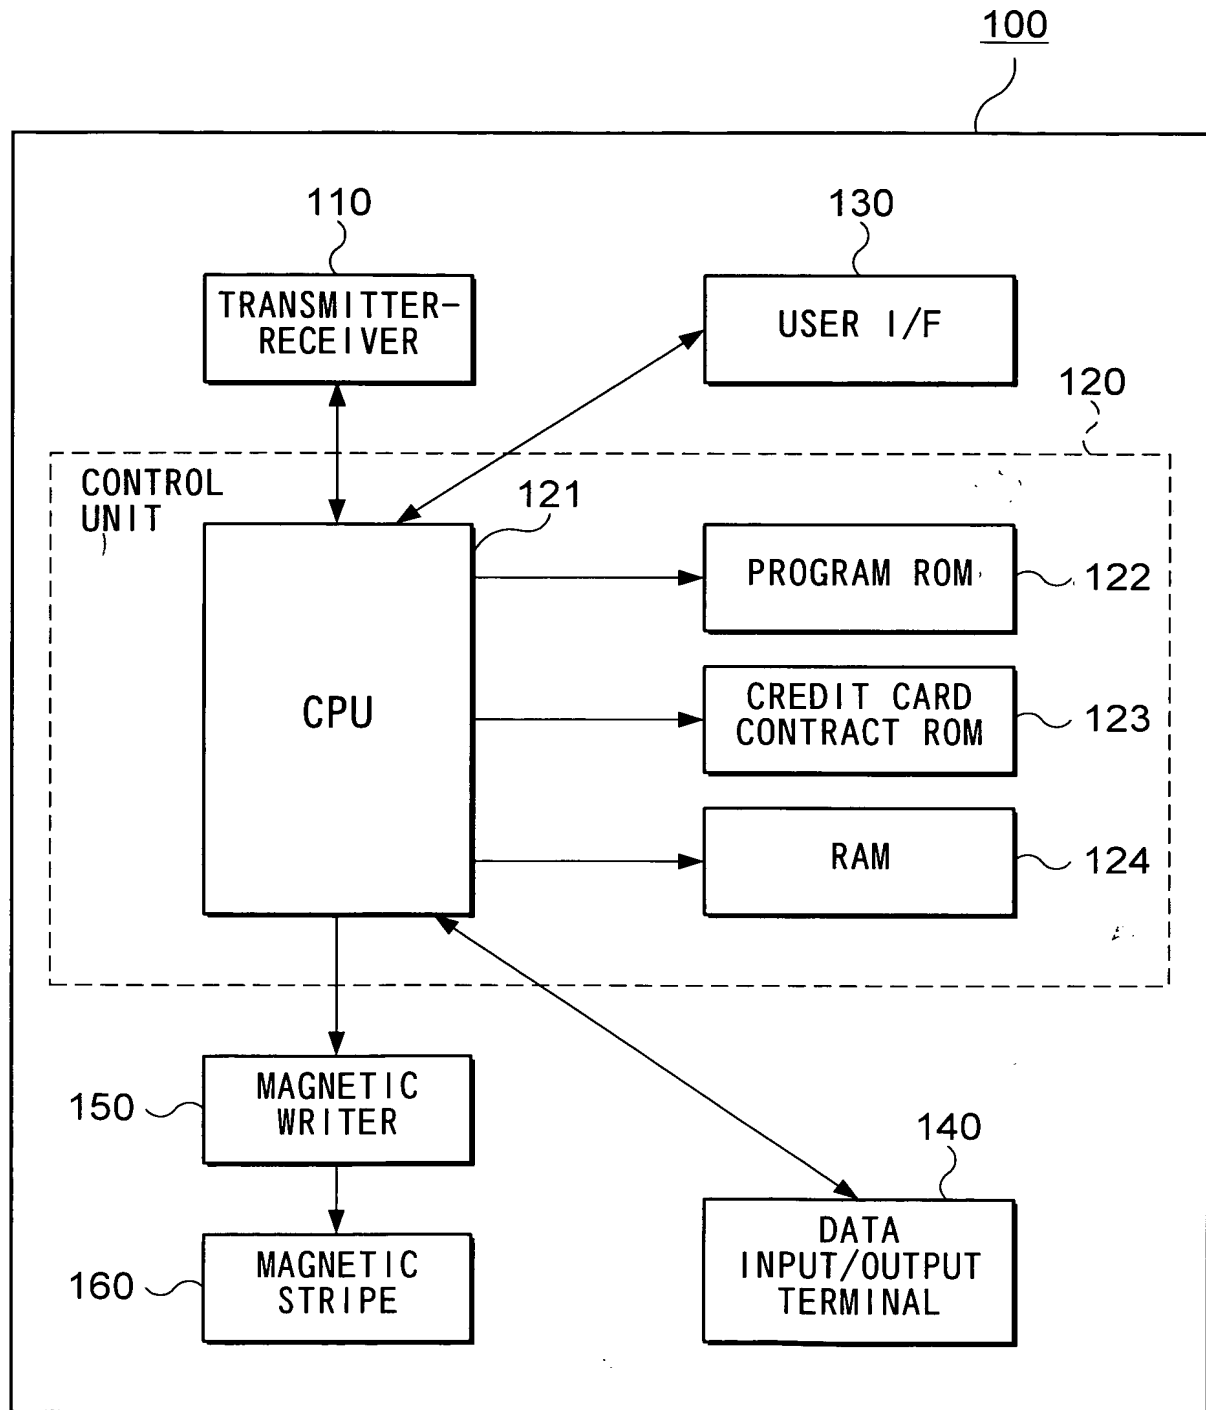 100
110
130
TRANSMITTER-
RECEIVER
USER I/F
120
CONTROL
UNIT
121
CPU
PROGRAM ROM
122
CREDIT CARD
CONTRACT ROM
123
RAM
124
150
MAGNETIC
WRITER
140
160
MAGNETIC
STRIPE
DATA
INPUT/OUTPUT
TERMINAL